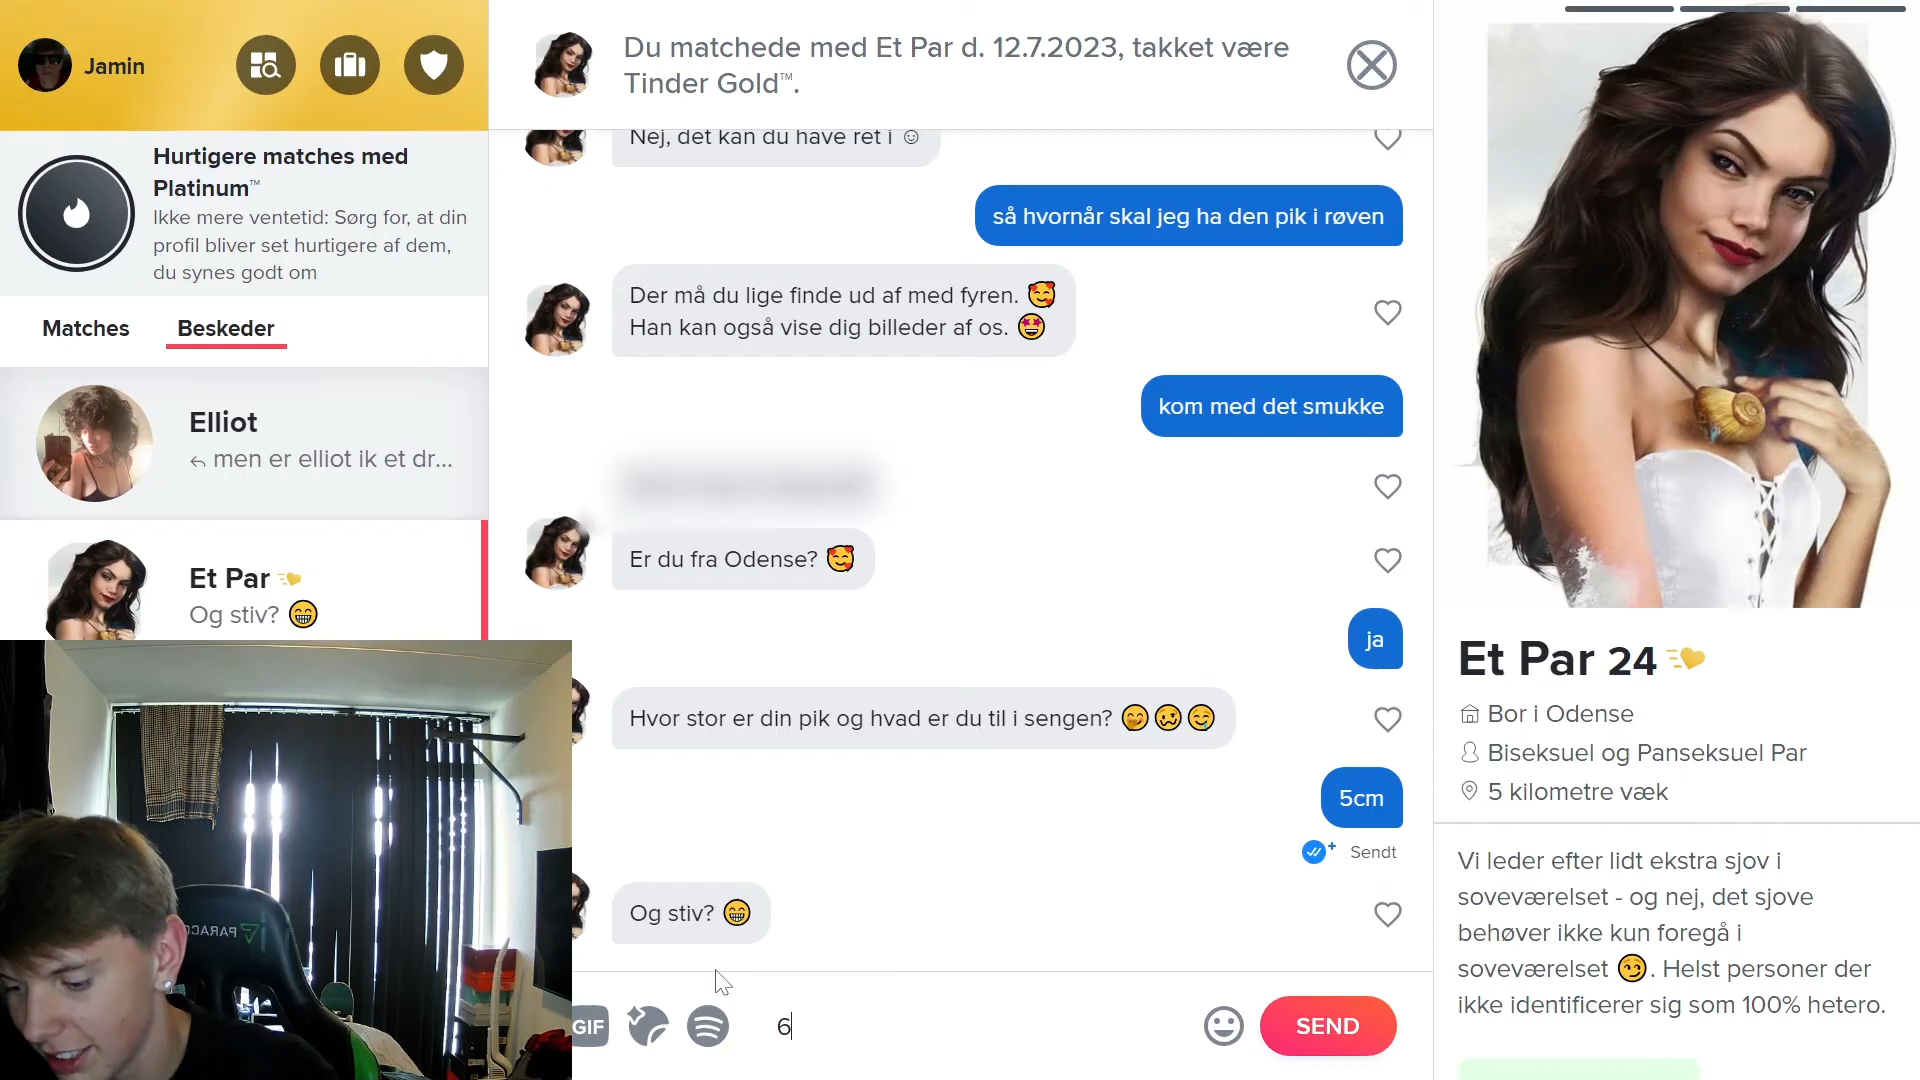 Jamin
Du matchede med Et Par d. 12.7.2023, takket være
Tinder Gold™.
Hurtigere matches med
Platinum™
Ikke mere ventetid: Sørg for, at din
profil bliver set hurtigere af dem,
du synes godt om
Matches
Beskeder
Elliot
men er elliot ik et dr...
Et Par
Og stiv? 😁
Nej, det kan du have ret i ☺
så hvornår skal jeg ha den pik i røven
Der må du lige finde ud af med fyren. 🥰
Han kan også vise dig billeder af os. 🤩
kom med det smukke
Er du fra Odense? 🥰
ja
Hvor stor er din pik og hvad er du til i sengen? 🤭🥴🤤
5cm
Sendt
Og stiv? 😁
GIF
6
SEND
Et Par 24
Bor i Odense
Biseksuel og Panseksuel Par
5 kilometre væk
Vi leder efter lidt ekstra sjov i
soveværelset - og nej, det sjove
behøver ikke kun foregå i
soveværelset 😏. Helst personer der
ikke identificerer sig som 100% hetero.